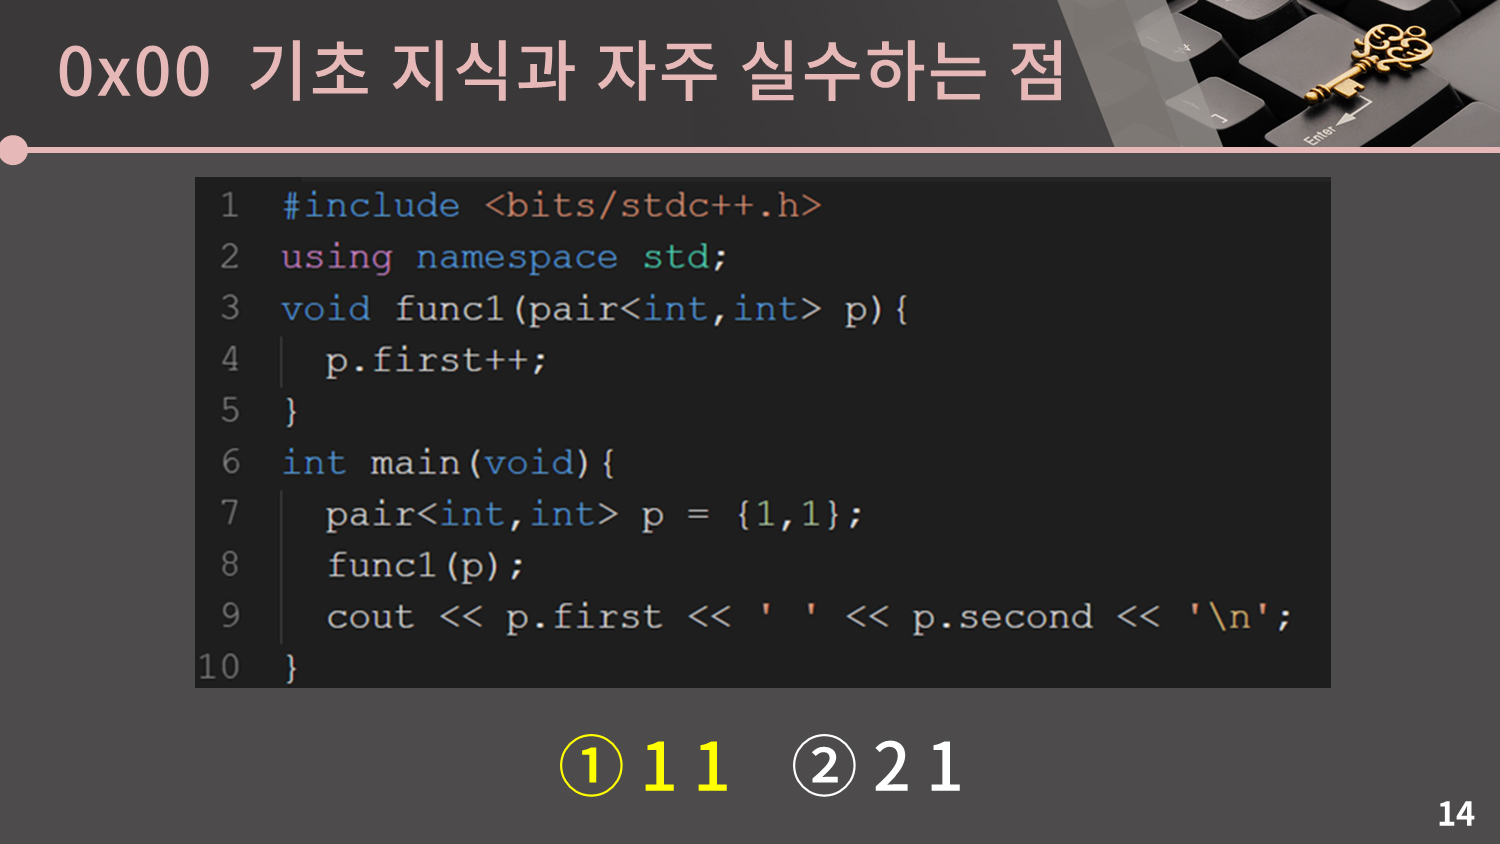 0x00 기초 지식과 자주 실수하는 점
Enter
1 #include <bits/stdc++.h>
2 using namespace std;
3 void func1(pair<int,int> p){
4   p.first++;
5 }
6 int main(void){
7   pair<int,int> p = {1,1};
8   func1(p);
9   cout << p.first << ' ' << p.second << '\n';
10 }
① 1 1 ② 2 1
14